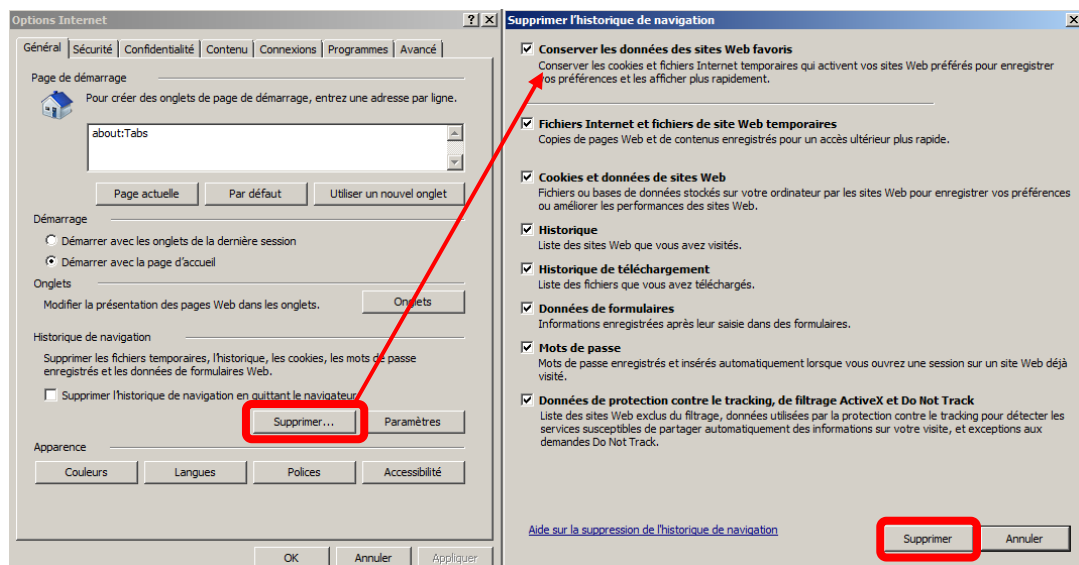 Options Internet
Général Sécurité Confidentialité Contenu Connexions Programmes Avancé
Page de démarrage
Pour créer des onglets de page de démarrage, entrez une adresse par ligne.
about:Tabs
Page actuelle Par défaut Utiliser un nouvel onglet
Démarrage
Démarrer avec les onglets de la dernière session
Démarrer avec la page d'accueil
Onglets
Modifier la présentation des pages Web dans les onglets.
Onglets
Historique de navigation
Supprimer les fichiers temporaires, l'historique, les cookies, les mots de passe
enregistrés et les données de formulaires Web.
Supprimer l'historique de navigation en quittant le navigateur
Supprimer... Paramètres
Apparence
Couleurs Langues Polices Accessibilité
OK Annuler Appliquer
Supprimer l'historique de navigation
Conserver les données des sites Web favoris
Conserver les cookies et fichiers Internet temporaires qui activent vos sites Web préférés pour enregistrer
vos préférences et les afficher plus rapidement.
Fichiers Internet et fichiers de site Web temporaires
Copies de pages Web et de contenus enregistrés pour un accès ultérieur plus rapide.
Cookies et données de sites Web
Fichiers ou bases de données stockés sur votre ordinateur par les sites Web pour enregistrer vos préférences
ou améliorer les performances des sites Web.
Historique
Liste des sites Web que vous avez visités.
Historique de téléchargement
Liste des fichiers que vous avez téléchargés.
Données de formulaires
Informations enregistrées après leur saisie dans des formulaires.
Mots de passe
Mots de passe enregistrés et insérés automatiquement lorsque vous ouvrez une session sur un site Web déjà
visité.
Données de protection contre le tracking, de filtrage ActiveX et Do Not Track
Liste des sites Web exclus du filtrage, données utilisées par la protection contre le tracking pour détecter les
services susceptibles de partager automatiquement des informations sur votre visite, et exceptions aux
demandes Do Not Track.
Aide sur la suppression de l'historique de navigation
Supprimer Annuler